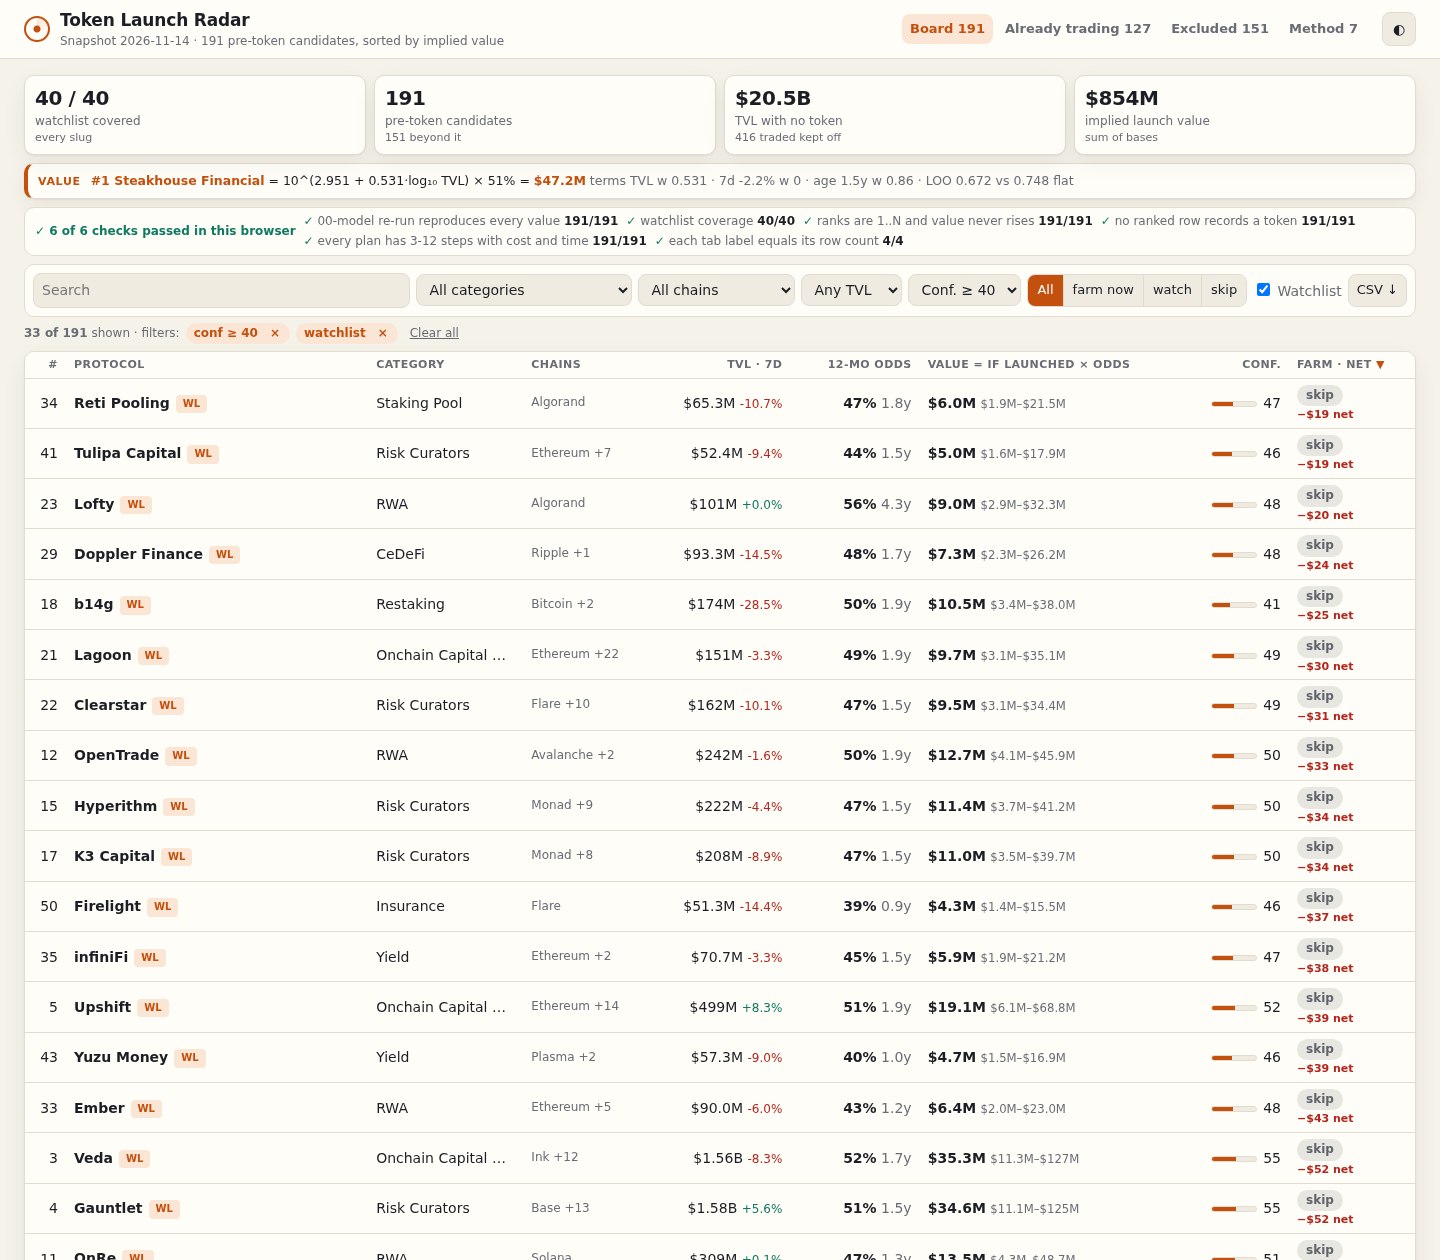 Token Launch Radar
Snapshot 2026-11-14 · 191 pre-token candidates, sorted by implied value
Board 191 Already trading 127 Excluded 151 Method 7
40 / 40
watchlist covered
every slug
191
pre-token candidates
151 beyond it
$20.5B
TVL with no token
416 traded kept off
$854M
implied launch value
sum of bases
VALUE #1 Steakhouse Financial = 10^(2.951 + 0.531·log₁₀ TVL) × 51% = $47.2M terms TVL w 0.531 · 7d -2.2% w 0 · age 1.5y w 0.86 · LOO 0.672 vs 0.748 flat
✓ 6 of 6 checks passed in this browser
✓ 00-model re-run reproduces every value 191/191 ✓ watchlist coverage 40/40 ✓ ranks are 1..N and value never rises 191/191 ✓ no ranked row records a token 191/191
✓ every plan has 3-12 steps with cost and time 191/191 ✓ each tab label equals its row count 4/4
Search All categories All chains Any TVL Conf. ≥ 40 All farm now watch skip Watchlist CSV ↓
33 of 191 shown · filters: conf ≥ 40 × watchlist × Clear all
# PROTOCOL CATEGORY CHAINS TVL · 7D 12-MO ODDS VALUE = IF LAUNCHED × ODDS CONF. FARM · NET ▼
34 Reti Pooling WL Staking Pool Algorand $65.3M -10.7% 47% 1.8y $6.0M $1.9M–$21.5M 47 skip
−$19 net
41 Tulipa Capital WL Risk Curators Ethereum +7 $52.4M -9.4% 44% 1.5y $5.0M $1.6M–$17.9M 46 skip
−$19 net
23 Lofty WL RWA Algorand $101M +0.0% 56% 4.3y $9.0M $2.9M–$32.3M 48 skip
−$20 net
29 Doppler Finance WL CeDeFi Ripple +1 $93.3M -14.5% 48% 1.7y $7.3M $2.3M–$26.2M 48 skip
−$24 net
18 b14g WL Restaking Bitcoin +2 $174M -28.5% 50% 1.9y $10.5M $3.4M–$38.0M 41 skip
−$25 net
21 Lagoon WL Onchain Capital … Ethereum +22 $151M -3.3% 49% 1.9y $9.7M $3.1M–$35.1M 49 skip
−$30 net
22 Clearstar WL Risk Curators Flare +10 $162M -10.1% 47% 1.5y $9.5M $3.1M–$34.4M 49 skip
−$31 net
12 OpenTrade WL RWA Avalanche +2 $242M -1.6% 50% 1.9y $12.7M $4.1M–$45.9M 50 skip
−$33 net
15 Hyperithm WL Risk Curators Monad +9 $222M -4.4% 47% 1.5y $11.4M $3.7M–$41.2M 50 skip
−$34 net
17 K3 Capital WL Risk Curators Monad +8 $208M -8.9% 47% 1.5y $11.0M $3.5M–$39.7M 50 skip
−$34 net
50 Firelight WL Insurance Flare $51.3M -14.4% 39% 0.9y $4.3M $1.4M–$15.5M 46 skip
−$37 net
35 infiniFi WL Yield Ethereum +2 $70.7M -3.3% 45% 1.5y $5.9M $1.9M–$21.2M 47 skip
−$38 net
5 Upshift WL Onchain Capital … Ethereum +14 $499M +8.3% 51% 1.9y $19.1M $6.1M–$68.8M 52 skip
−$39 net
43 Yuzu Money WL Yield Plasma +2 $57.3M -9.0% 40% 1.0y $4.7M $1.5M–$16.9M 46 skip
−$39 net
33 Ember WL RWA Ethereum +5 $90.0M -6.0% 43% 1.2y $6.4M $2.0M–$23.0M 48 skip
−$43 net
3 Veda WL Onchain Capital … Ink +12 $1.56B -8.3% 52% 1.7y $35.3M $11.3M–$127M 55 skip
−$52 net
4 Gauntlet WL Risk Curators Base +13 $1.58B +5.6% 51% 1.5y $34.6M $11.1M–$125M 55 skip
−$52 net
11 OnRe WL RWA Solana $309M +0.1% 47% 1.3y $13.5M $4.3M–$48.7M 51 skip